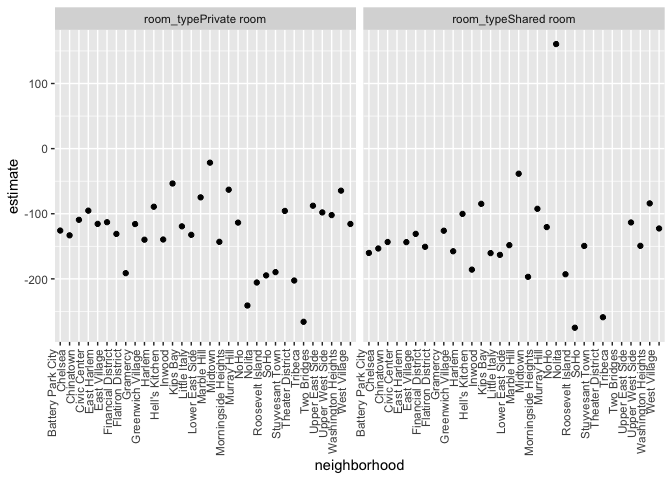 room_typePrivate room
room_typeShared room
100
0
-100
-200
estimate
Battery Park City
Chelsea
Chinatown
Civic Center
East Harlem
East Village
Financial District
Flatiron District
Gramercy
Greenwich Village
Harlem
Hell's Kitchen
Inwood
Kips Bay
Little Italy
Lower East Side
Marble Hill
Midtown
Morningside Heights
Murray Hill
NoHo
Nolita
Roosevelt Island
SoHo
Stuyvesant Town
Theater District
Tribeca
Two Bridges
Upper East Side
Upper West Side
Washington Heights
West Village
Battery Park City
Chelsea
Chinatown
Civic Center
East Harlem
East Village
Financial District
Flatiron District
Gramercy
Greenwich Village
Harlem
Hell's Kitchen
Inwood
Kips Bay
Little Italy
Lower East Side
Marble Hill
Midtown
Morningside Heights
Murray Hill
NoHo
Nolita
Roosevelt Island
SoHo
Stuyvesant Town
Theater District
Tribeca
Two Bridges
Upper East Side
Upper West Side
Washington Heights
West Village
neighborhood